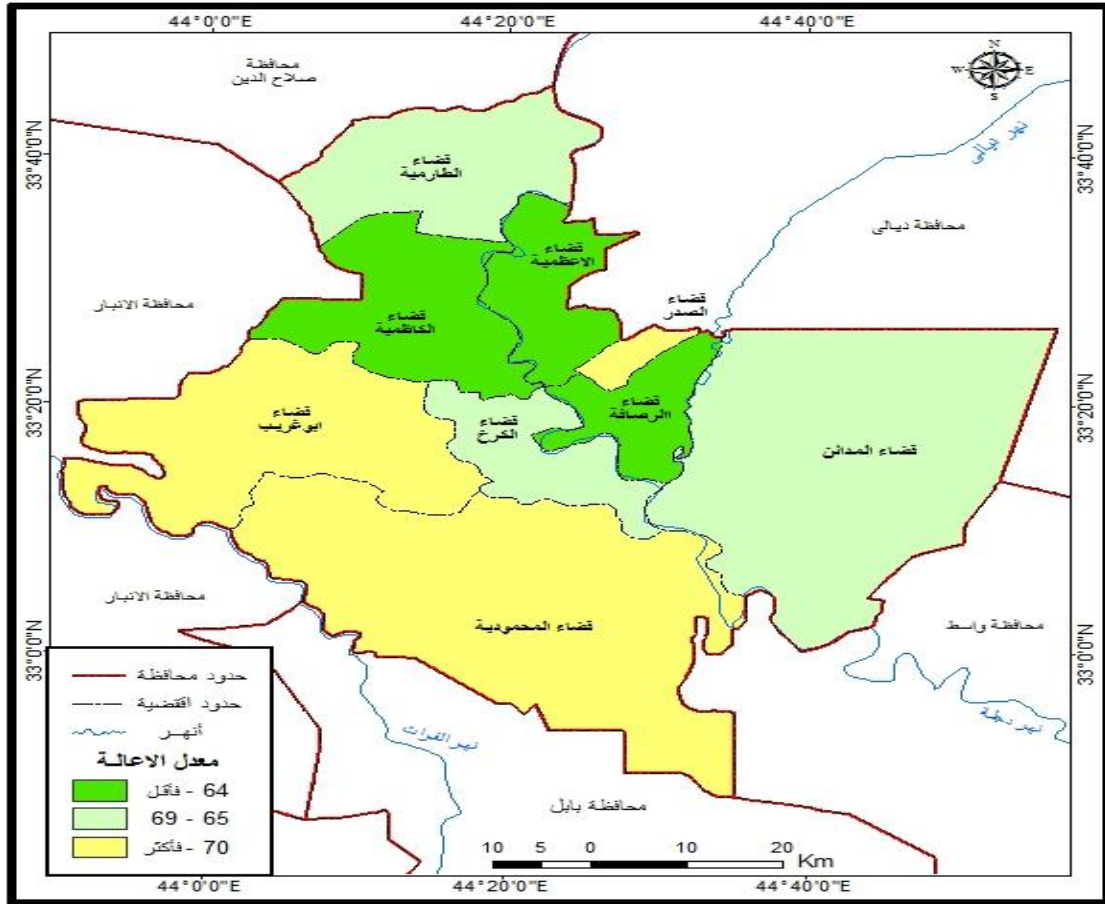 44°0'0"E
44°20'0"E
44°40'0"E
محافظة
صلاح الدين
N
W E
S
33°40'0"N
33°40'0"N
نهر ديالى
قضاء
الطارمية
محافظة ديالى
قضاء
الاعظمية
محافظة الانبار
قضاء
الصدر
قضاء
الكاظمية
33°20'0"N
33°20'0"N
قضاء
ابوغريب
قضاء
الكرخ
قضاء
الرصافة
قضاء المدائن
محافظة الانبار
قضاء المحمودية
محافظة واسط
33°0'0"N
33°0'0"N
نهر دجلة
نهر الفرات
محافظة بابل
حدود محافظة
حدود اقتضية
أنهر
معدل الاعالة
64 - فأقل
65 - 69
70 - فأكثر
10 5 0 10 20
Km
44°0'0"E
44°20'0"E
44°40'0"E